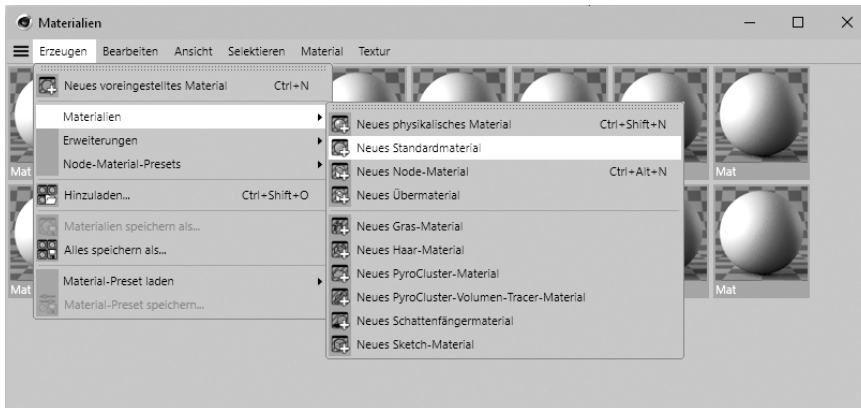 Materialien
Erzeugen Bearbeiten Ansicht Selektieren Material Textur
Neues voreingestelltes Material Ctrl+N
Materialien
Erweiterungen
Node-Material-Presets
Hinzuladen... Ctrl+Shift+O
Materialien speichern als...
Alles speichern als...
Material-Preset laden
Material-Preset speichern...
Neues physikalisches Material Ctrl+Shift+N
Neues Standardmaterial
Neues Node-Material Ctrl+Alt+N
Neues Übermaterial
Neues Gras-Material
Neues Haar-Material
Neues PyroCluster-Material
Neues PyroCluster-Volumen-Tracer-Material
Neues Schattenfängermaterial
Neues Sketch-Material
Mat
Mat
Mat
Mat